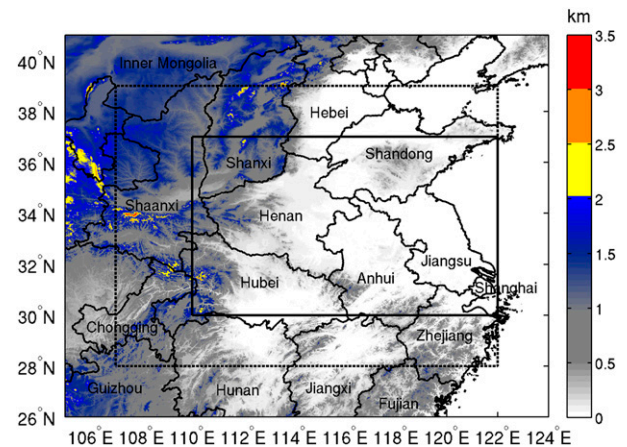 km
3.5
3
2.5
2
1.5
1
0.5
0
40°N
38°N
36°N
34°N
32°N
30°N
28°N
26°N
Inner Mongolia
Hebei
Shanxi
Shandong
Shaanxi
Henan
Hubei
Anhui
Jiangsu
Shanghai
Chongqing
Zhejiang
Guizhou
Hunan
Jiangxi
Fujian
106°E 108°E 110°E 112°E 114°E 116°E 118°E 120°E 122°E 124°E